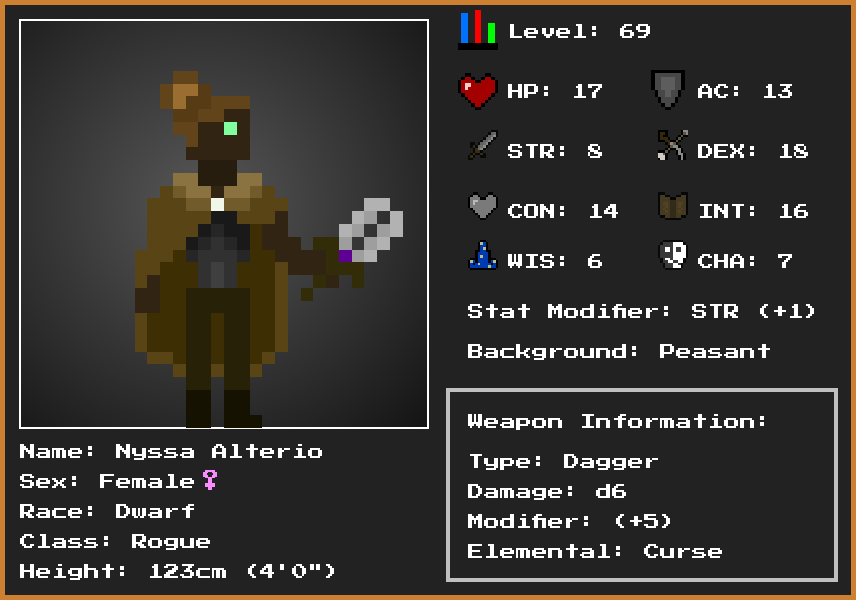 Level: 69
HP: 17
AC: 13
STR: 8
DEX: 18
CON: 14
INT: 16
WIS: 6
CHA: 7
Stat Modifier: STR (+1)
Background: Peasant
Weapon Information:
Type: Dagger
Damage: d6
Modifier: (+5)
Elemental: Curse
Name: Nyssa Alterio
Sex: Female♀
Race: Dwarf
Class: Rogue
Height: 123cm (4'0")